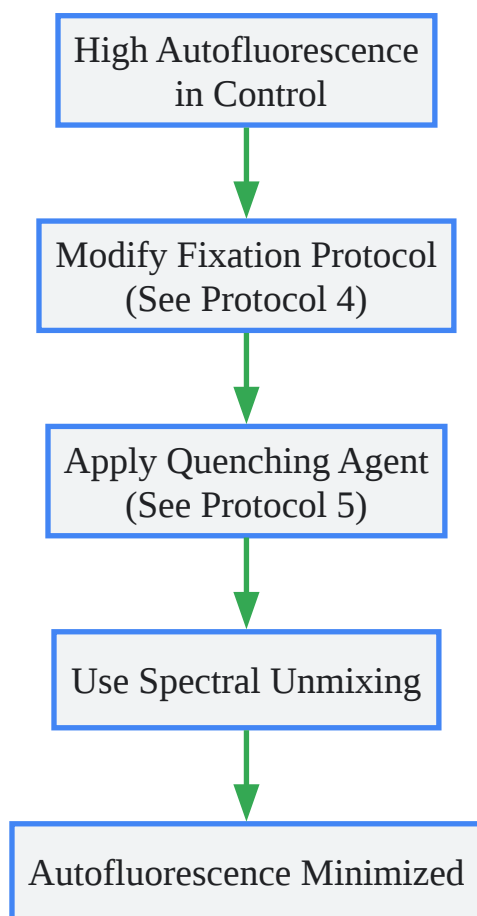 High Autofluorescence
in Control
Modify Fixation Protocol
(See Protocol 4)
Apply Quenching Agent
(See Protocol 5)
Use Spectral Unmixing
Autofluorescence Minimized